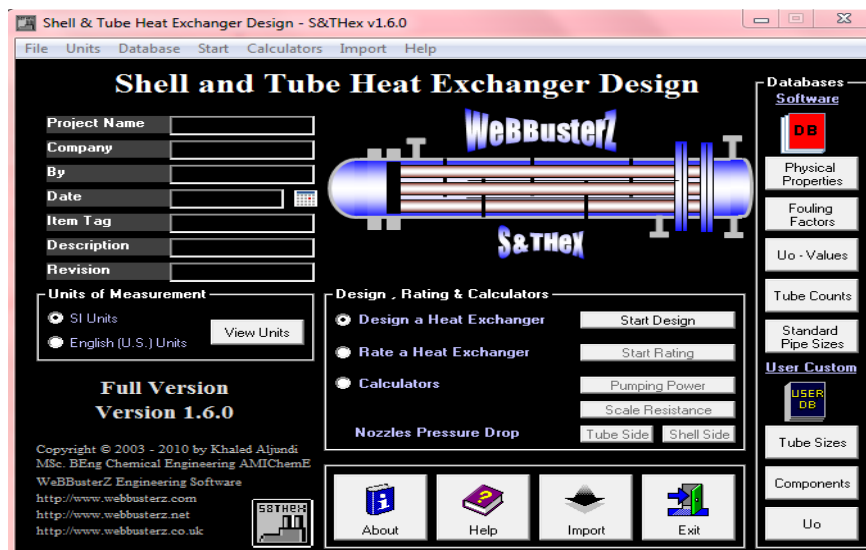 Shell & Tube Heat Exchanger Design - S&THex v1.6.0
File Units Database Start Calculators Import Help
Shell and Tube Heat Exchanger Design
Project Name
Company
By
Date
Item Tag
Description
Revision
WeBBusterZ
S&THex
Units of Measurement
SI Units
English (U.S.) Units
View Units
Full Version
Version 1.6.0
Copyright © 2003 - 2010 by Khaled Aljundi
MSc. BEng Chemical Engineering AMIChemE
WeBBusterZ Engineering Software
http://www.webbusterz.com
http://www.webbusterz.net
http://www.webbusterz.co.uk
S&THex
Design , Rating & Calculators
Design a Heat Exchanger
Start Design
Rate a Heat Exchanger
Start Rating
Calculators
Pumping Power
Scale Resistance
Nozzles Pressure Drop
Tube Side
Shell Side
About
Help
Import
Exit
Databases
Software
DB
Physical
Properties
Fouling
Factors
Uo - Values
Tube Counts
Standard
Pipe Sizes
User Custom
USER
DB
Tube Sizes
Components
Uo